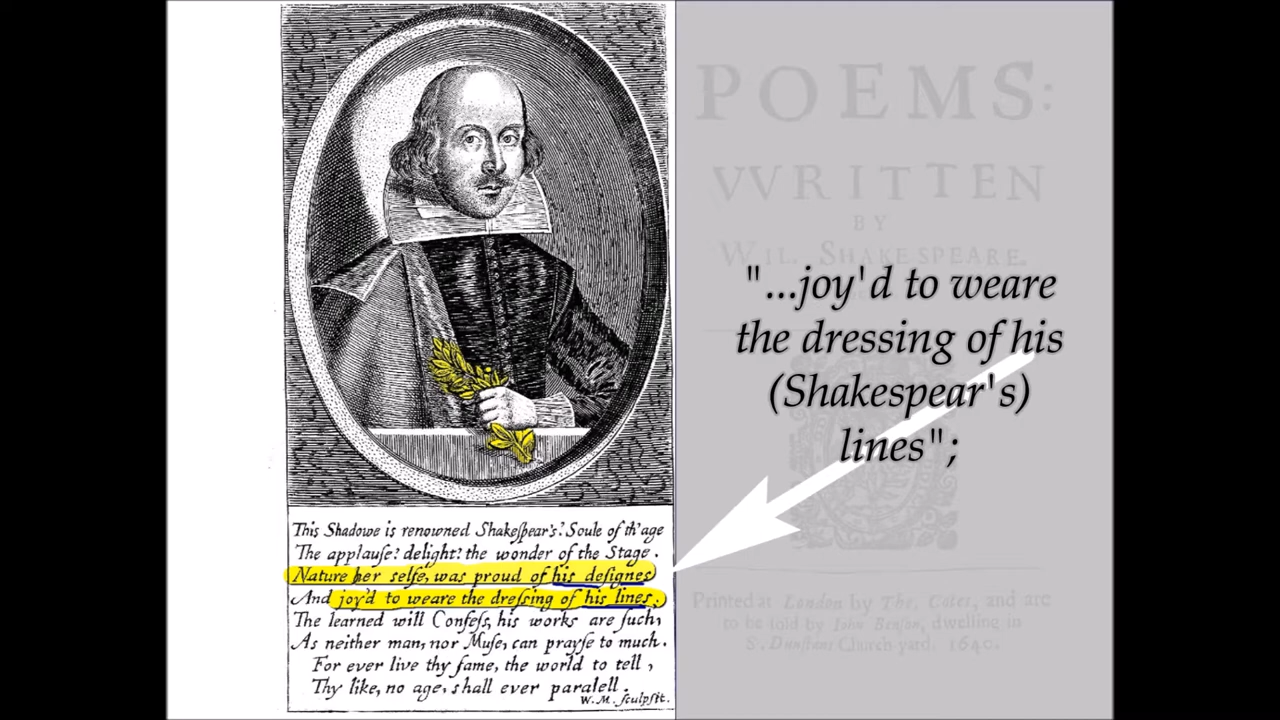 This Shadowe is renowned Shakeſpear's? Soule of th'age
The applauſe? delight? the wonder of the Stage.
Nature her selfe, was proud of his deſignes
And joy'd to weare the dreſsing of his lines,
The learned will Confeſs, his works are ſuch,
As neither man, nor Muſe, can prayſe to much.
For ever live thy fame, the world to tell,
Thy like, no age, shall ever paralell.
W.M. ſculpſit.
POEMS:
VVRITTEN
BY
WIL. SHAKESPEARE.
"...joy'd to weare
the dressing of his
(Shakespear's)
lines";
Printed at London by Tho. Cotes, and are
to be sold by Iohn Benson, dwelling in
S. Dunstans Church-yard. 1640.